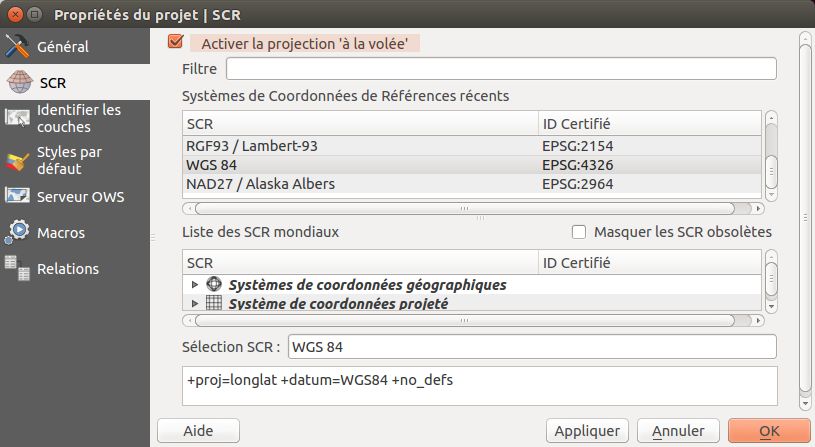 Propriétés du projet | SCR
Général
SCR
Identifier les
couches
Styles par
défaut
Serveur OWS
Macros
Relations
Activer la projection 'à la volée'
Filtre
Systèmes de Coordonnées de Références récents
SCR ID Certifié
RGF93 / Lambert-93 EPSG:2154
WGS 84 EPSG:4326
NAD27 / Alaska Albers EPSG:2964
Liste des SCR mondiaux Masquer les SCR obsolètes
SCR ID Certifié
Systèmes de coordonnées géographiques
Système de coordonnées projeté
Sélection SCR : WGS 84
+proj=longlat +datum=WGS84 +no_defs
Aide Appliquer Annuler OK